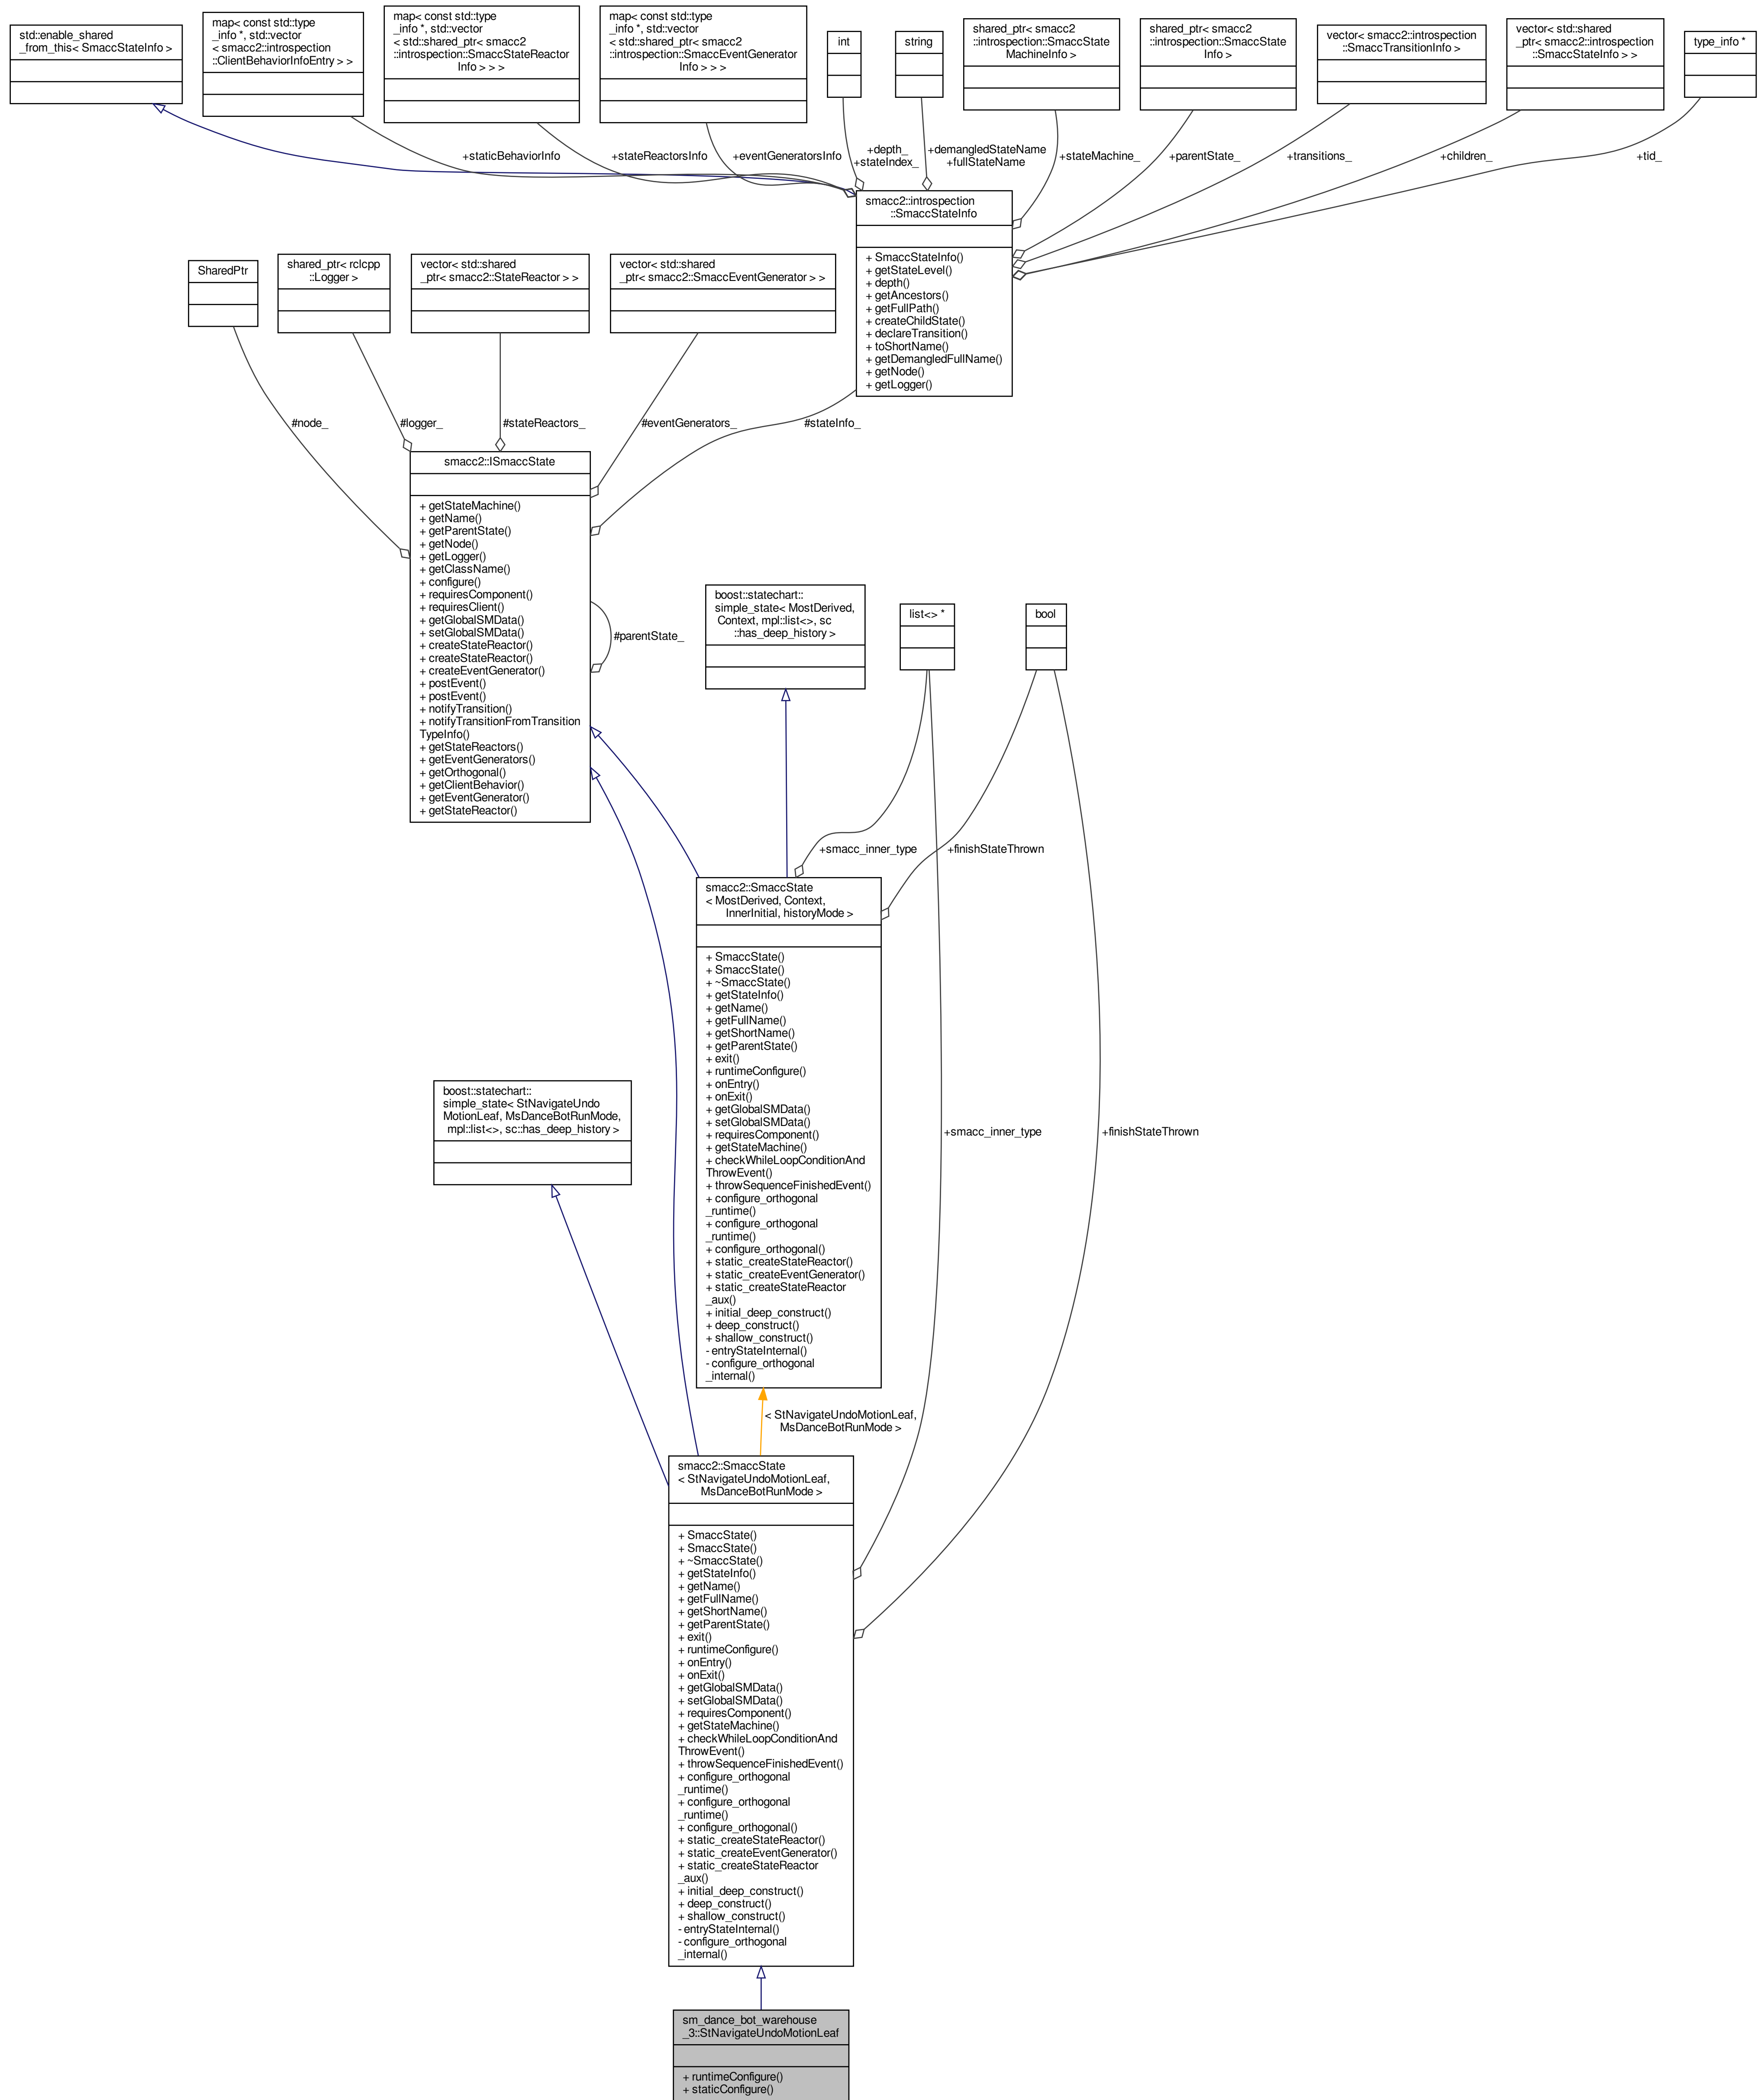 std::enable_shared
_from_this< SmaccStateInfo >
map< const std::type
_info *, std::vector
< smacc2::introspection
::ClientBehaviorInfoEntry > >
map< const std::type
_info *, std::vector
< std::shared_ptr< smacc2
::introspection::SmaccStateReactor
Info > > >
map< const std::type
_info *, std::vector
< std::shared_ptr< smacc2
::introspection::SmaccEventGenerator
Info > > >
int
string
shared_ptr< smacc2
::introspection::SmaccState
MachineInfo >
shared_ptr< smacc2
::introspection::SmaccState
Info >
vector< smacc2::introspection
::SmaccTransitionInfo >
vector< std::shared
_ptr< smacc2::introspection
::SmaccStateInfo > >
type_info *
+staticBehaviorInfo
+stateReactorsInfo
+eventGeneratorsInfo
+depth_
+stateIndex_
+demangledStateName
+fullStateName
+stateMachine_
+parentState_
+transitions_
+children_
+tid_
smacc2::introspection
::SmaccStateInfo
+ SmaccStateInfo()
+ getStateLevel()
+ depth()
+ getAncestors()
+ getFullPath()
+ createChildState()
+ declareTransition()
+ toShortName()
+ getDemangledFullName()
+ getNode()
+ getLogger()
SharedPtr
shared_ptr< rclcpp
::Logger >
vector< std::shared
_ptr< smacc2::StateReactor > >
vector< std::shared
_ptr< smacc2::SmaccEventGenerator > >
#node_
#logger_
#stateReactors_
#eventGenerators_
#stateInfo_
smacc2::ISmaccState
+ getStateMachine()
+ getName()
+ getParentState()
+ getNode()
+ getLogger()
+ getClassName()
+ configure()
+ requiresComponent()
+ requiresClient()
+ getGlobalSMData()
+ setGlobalSMData()
+ createStateReactor()
+ createStateReactor()
+ createEventGenerator()
+ postEvent()
+ postEvent()
+ notifyTransition()
+ notifyTransitionFromTransition
TypeInfo()
+ getStateReactors()
+ getEventGenerators()
+ getOrthogonal()
+ getClientBehavior()
+ getEventGenerator()
+ getStateReactor()
#parentState_
boost::statechart::
simple_state< MostDerived,
Context, mpl::list<>, sc
::has_deep_history >
list<> *
bool
+smacc_inner_type
+finishStateThrown
smacc2::SmaccState
< MostDerived, Context,
InnerInitial, historyMode >
+ SmaccState()
+ SmaccState()
+ ~SmaccState()
+ getStateInfo()
+ getName()
+ getFullName()
+ getShortName()
+ getParentState()
+ exit()
+ runtimeConfigure()
+ onEntry()
+ onExit()
+ getGlobalSMData()
+ setGlobalSMData()
+ requiresComponent()
+ getStateMachine()
+ checkWhileLoopConditionAnd
ThrowEvent()
+ throwSequenceFinishedEvent()
+ configure_orthogonal
_runtime()
+ configure_orthogonal
_runtime()
+ configure_orthogonal()
+ static_createStateReactor()
+ static_createEventGenerator()
+ static_createStateReactor
_aux()
+ initial_deep_construct()
+ deep_construct()
+ shallow_construct()
- entryStateInternal()
- configure_orthogonal
_internal()
boost::statechart::
simple_state< StNavigateUndo
MotionLeaf, MsDanceBotRunMode,
mpl::list<>, sc::has_deep_history >
+smacc_inner_type
+finishStateThrown
< StNavigateUndoMotionLeaf,
MsDanceBotRunMode >
smacc2::SmaccState
< StNavigateUndoMotionLeaf,
MsDanceBotRunMode >
+ SmaccState()
+ SmaccState()
+ ~SmaccState()
+ getStateInfo()
+ getName()
+ getFullName()
+ getShortName()
+ getParentState()
+ exit()
+ runtimeConfigure()
+ onEntry()
+ onExit()
+ getGlobalSMData()
+ setGlobalSMData()
+ requiresComponent()
+ getStateMachine()
+ checkWhileLoopConditionAnd
ThrowEvent()
+ throwSequenceFinishedEvent()
+ configure_orthogonal
_runtime()
+ configure_orthogonal
_runtime()
+ configure_orthogonal()
+ static_createStateReactor()
+ static_createEventGenerator()
+ static_createStateReactor
_aux()
+ initial_deep_construct()
+ deep_construct()
+ shallow_construct()
- entryStateInternal()
- configure_orthogonal
_internal()
sm_dance_bot_warehouse
_3::StNavigateUndoMotionLeaf
+ runtimeConfigure()
+ staticConfigure()